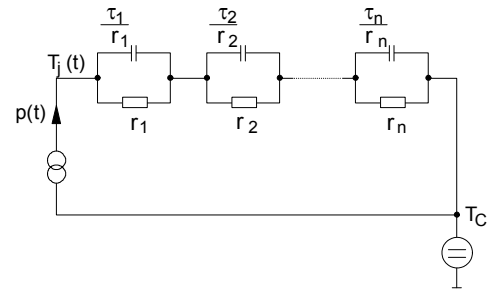 τ1 τ2 τn
r1 r2 rn
Tj (t)
r1 r2 rn
p(t)
TC